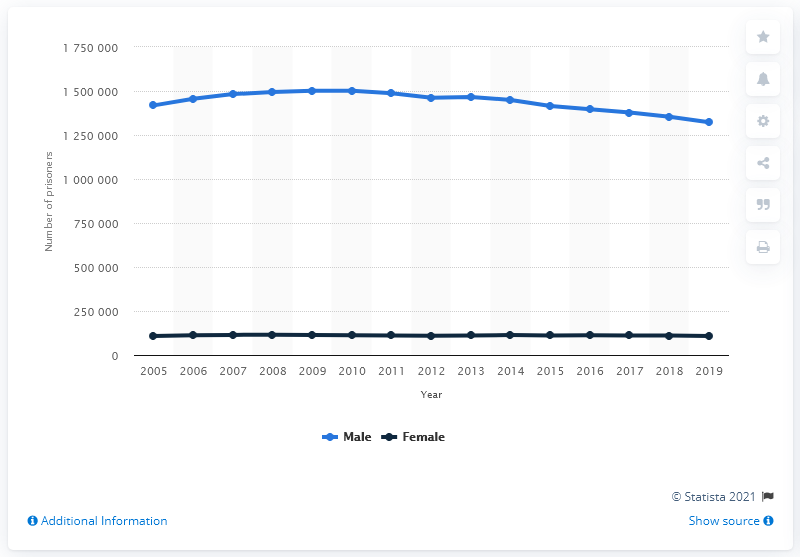 1 750 000
1 500 000
1 250 000
1 000 000
750 000
500 000
250 000
0
Number of prisoners
2005 2006 2007 2008 2009 2010 2011 2012 2013 2014 2015 2016 2017 2018 2019
Year
Male Female
© Statista 2021
Additional Information Show source